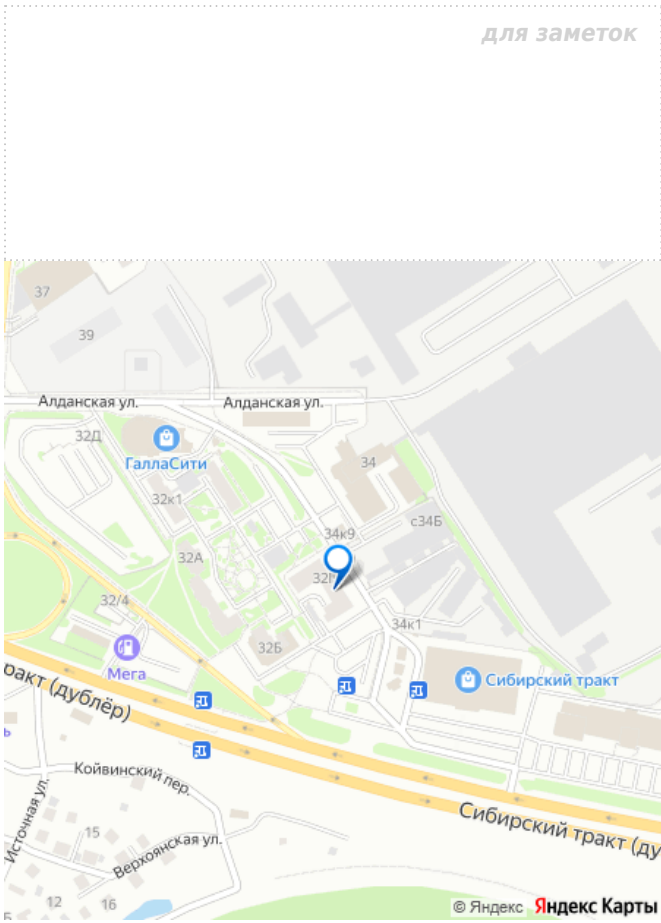 для заметок
37
39
Алданская ул.
Алданская ул.
32Д
ГаллаСити
34
32к1
с34Б
34к9
32А
32/4
34к1
32Б
Мега
Сибирский тракт
ракт (дублёр)
ь
Койвинский пер.
Источная ул.
15
Верхоянская ул.
Сибирский тракт (ду
12
16
Б
© Яндекс
Яндекс Карты